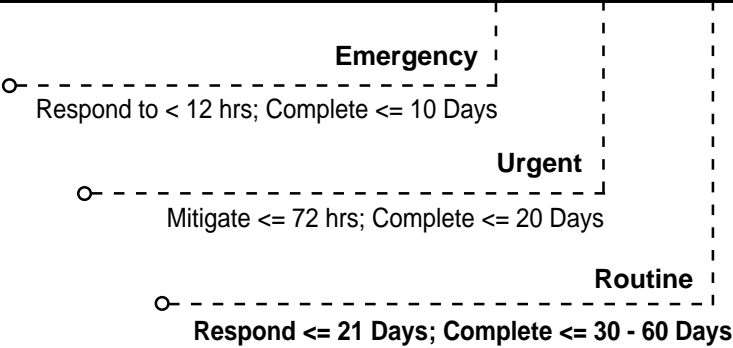 Emergency
Respond to < 12 hrs; Complete <= 10 Days
Urgent
Mitigate <= 72 hrs; Complete <= 20 Days
Routine
Respond <= 21 Days; Complete <= 30 - 60 Days